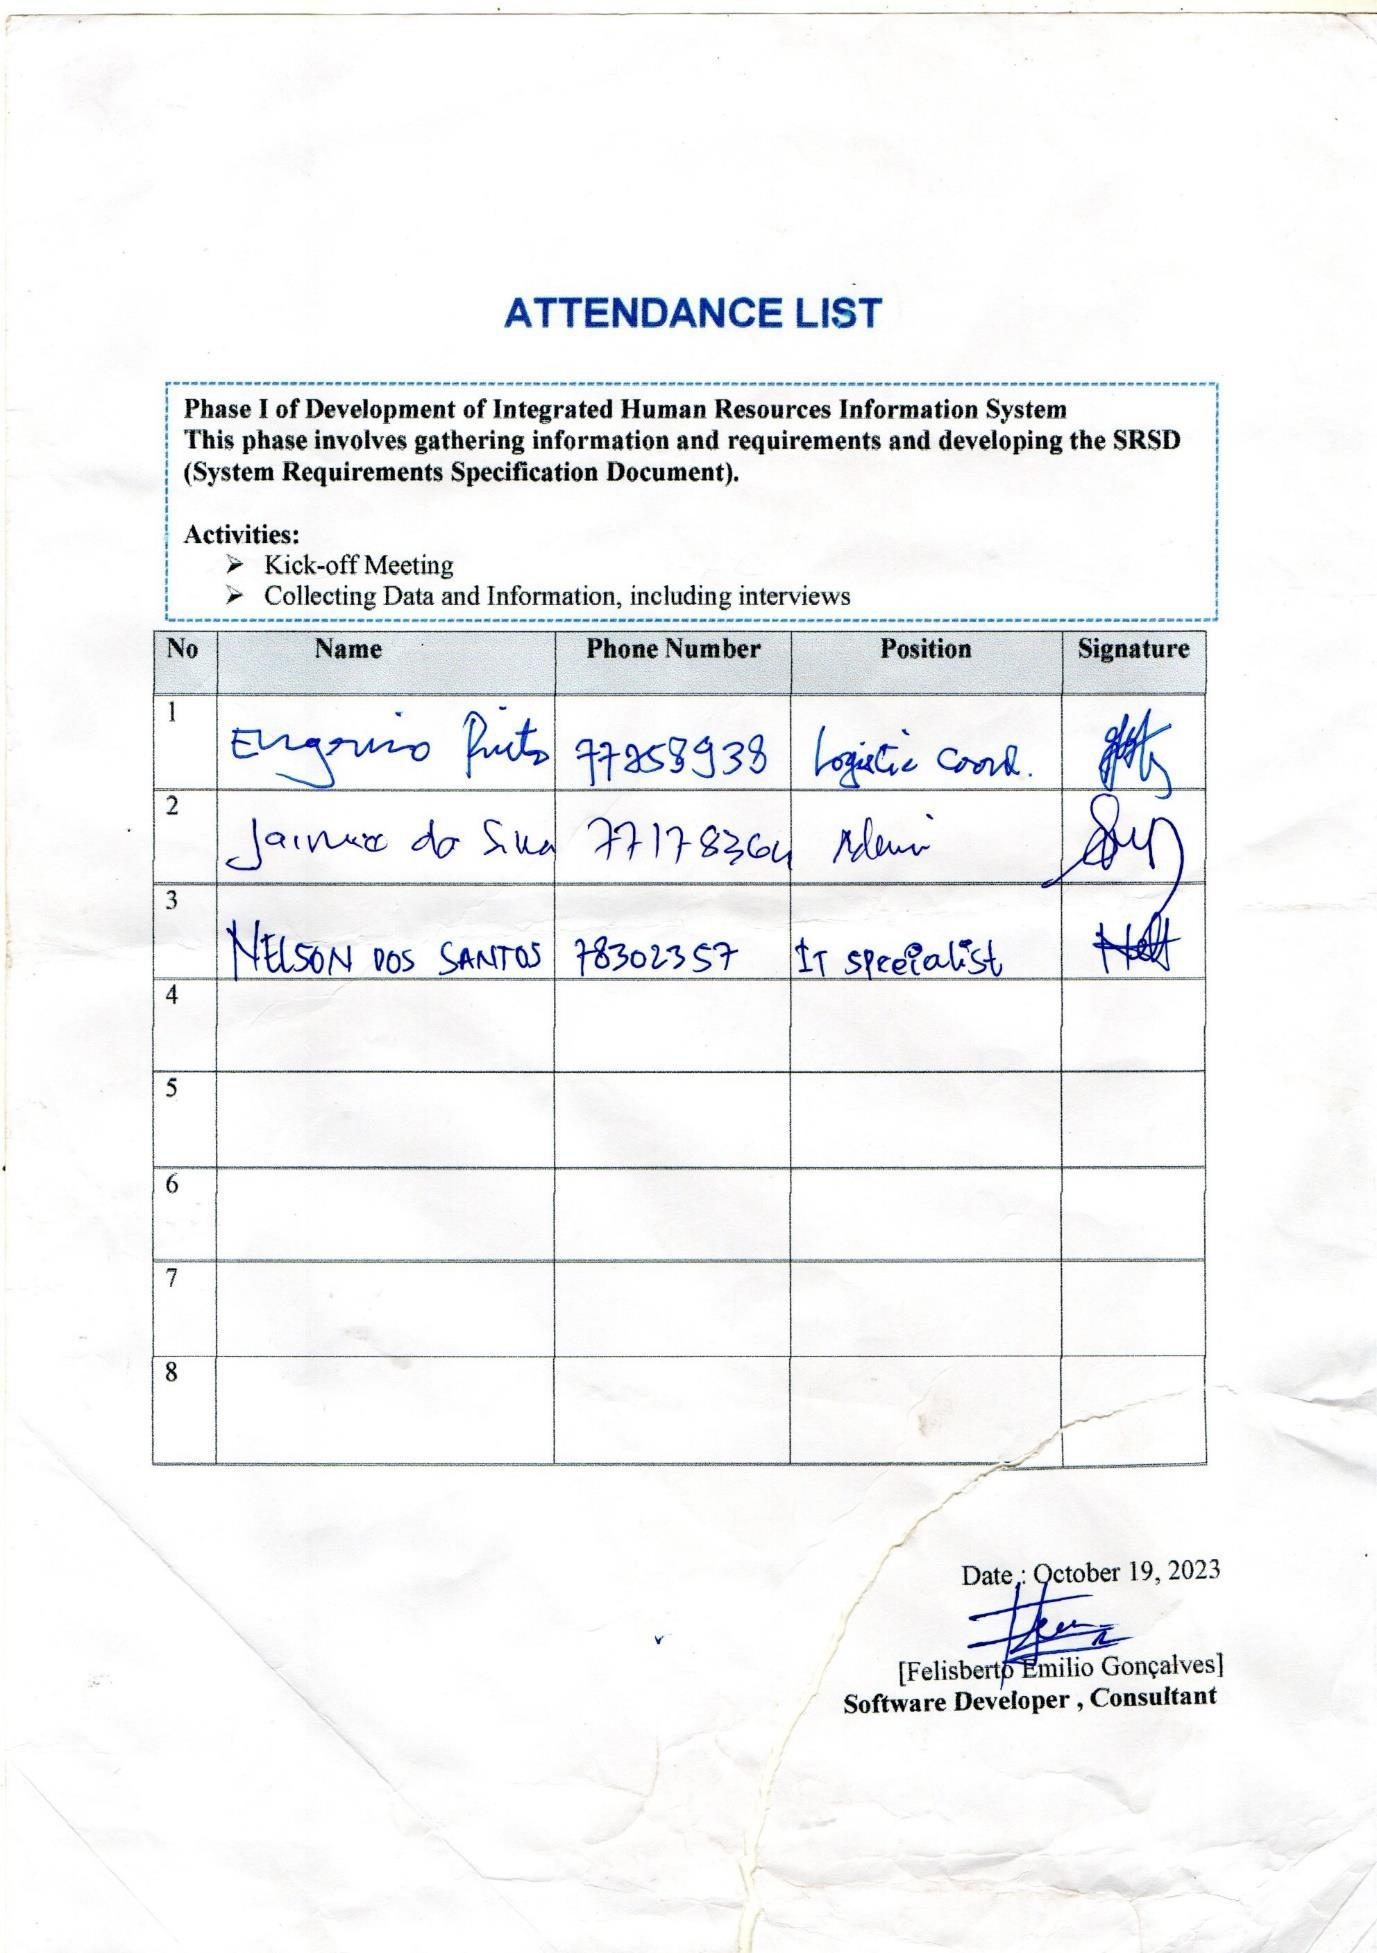 ATTENDANCE LIST
Phase I of Development of Integrated Human Resources Information System
This phase involves gathering information and requirements and developing the SRSD
(System Requirements Specification Document).
Activities:
➢ Kick-off Meeting
➢ Collecting Data and Information, including interviews
No Name Phone Number Position Signature
1 77258938 Logistic Coord.
2 da Silva 77178364
3 NELSON DOS SANTOS 78302357 IT specialist
4
5
6
7
8
Date : October 19, 2023
[Felisberto Emilio Gonçalves]
Software Developer , Consultant